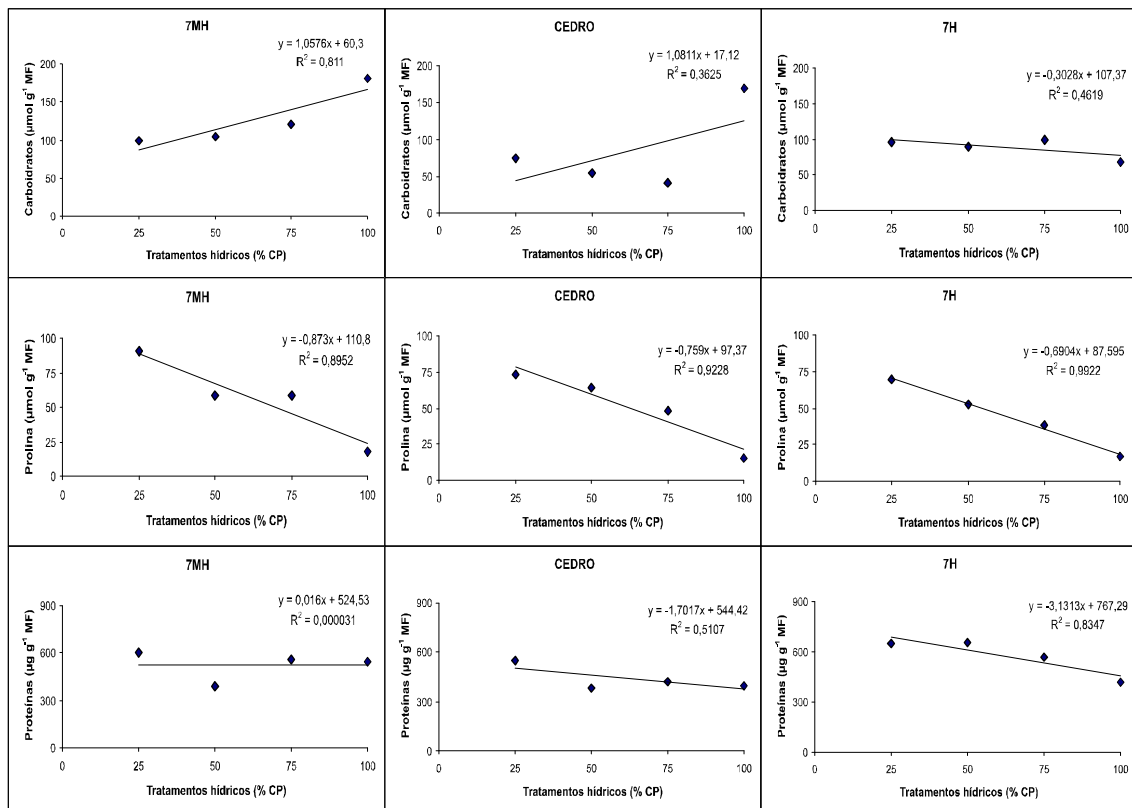 7MH
y = 1,0576x + 60,3
R² = 0,811
200
150
100
50
0
0
25
50
75
100
Carboidratos (µmol g⁻¹ MF)
Tratamentos hídricos (% CP)
CEDRO
y = 1,0811x + 17,12
R² = 0,3625
200
150
100
50
0
0
25
50
75
100
Carboidratos (µmol g⁻¹ MF)
Tratamentos hídricos (% CP)
7H
y = -0,3028x + 107,37
R² = 0,4619
200
150
100
50
0
0
25
50
75
100
Carboidratos (µmol g⁻¹ MF)
Tratamentos hídricos (% CP)
7MH
y = -0,873x + 110,8
R² = 0,8952
100
75
50
25
0
0
25
50
75
100
Prolina (µmol g⁻¹ MF)
Tratamentos hídricos (% CP)
CEDRO
y = -0,759x + 97,37
R² = 0,9228
100
75
50
25
0
0
25
50
75
100
Prolina (µmol g⁻¹ MF)
Tratamentos hídricos (% CP)
7H
y = -0,6904x + 87,595
R² = 0,9922
100
75
50
25
0
0
25
50
75
100
Prolina (µmol g⁻¹ MF)
Tratamentos hídricos (% CP)
7MH
y = 0,016x + 524,53
R² = 0,000031
900
600
300
0
0
25
50
75
100
Proteínas (µg g⁻¹ MF)
Tratamentos hídricos (% CP)
CEDRO
y = -1,7017x + 544,42
R² = 0,5107
900
600
300
0
0
25
50
75
100
Proteínas (µg g⁻¹ MF)
Tratamentos hídricos (% CP)
7H
y = -3,1313x + 767,29
R² = 0,8347
900
600
300
0
0
25
50
75
100
Proteínas (µg g⁻¹ MF)
Tratamentos hídricos (% CP)